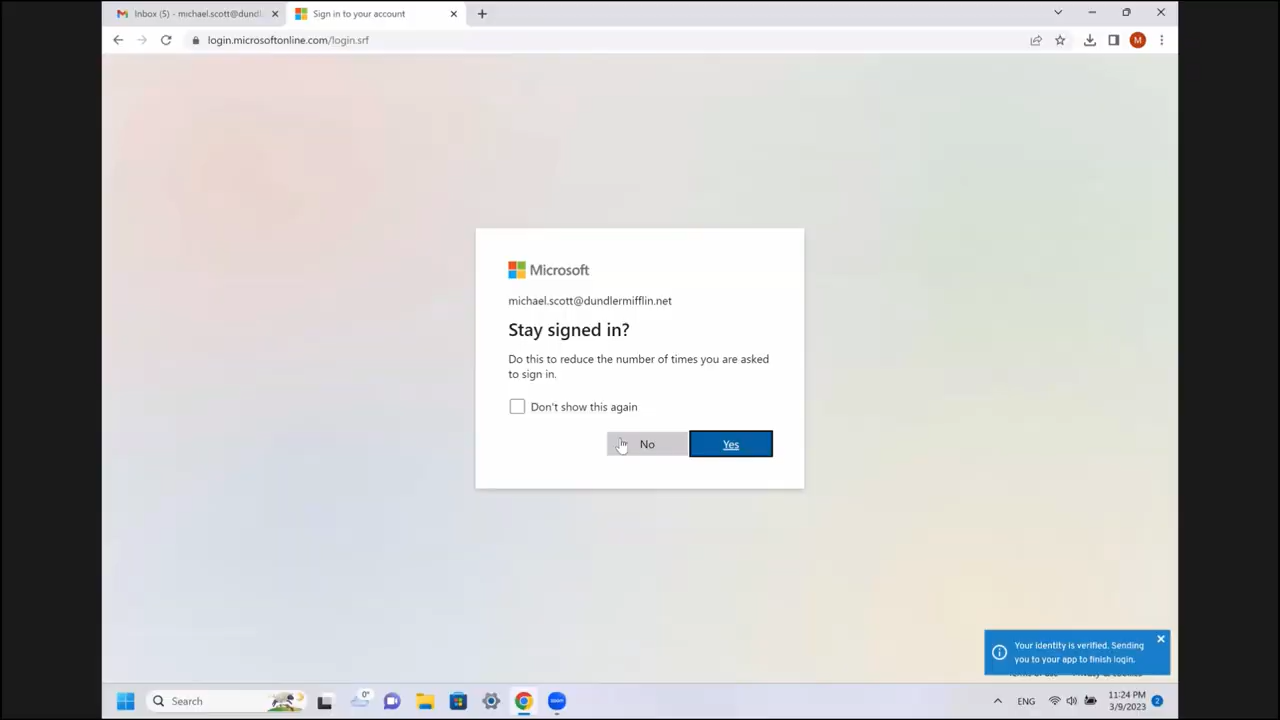 Inbox (5) - michael.scott@dundl
Sign in to your account
login.microsoftonline.com/login.srf
M
Microsoft
michael.scott@dundlermifflin.net
Stay signed in?
Do this to reduce the number of times you are asked
to sign in.
Don't show this again
No
Yes
Your identity is verified. Sending
you to your app to finish login.
Search
0°
zoom
ENG
11:24 PM
3/9/2023
2